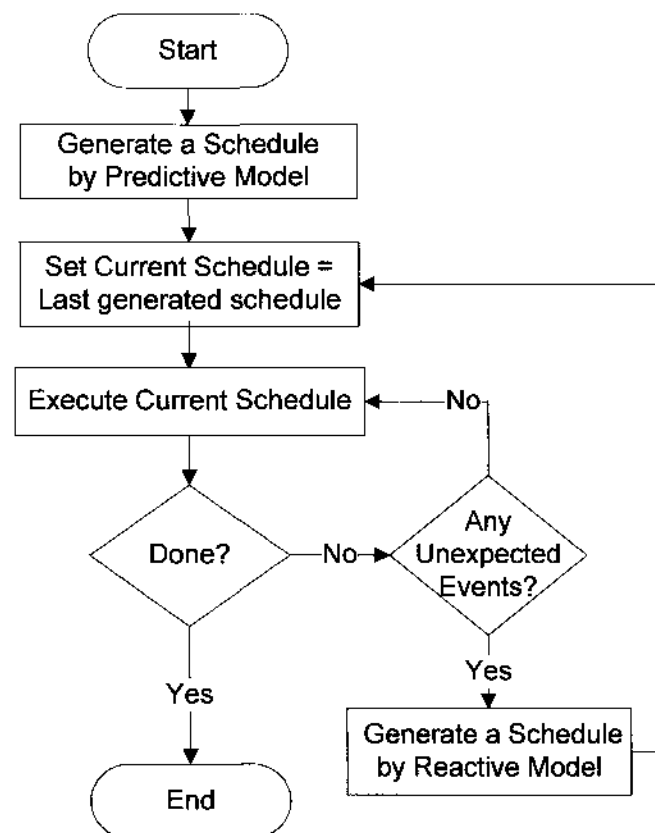 Start
Generate a Schedule
by Predictive Model
Set Current Schedule =
Last generated schedule
Execute Current Schedule
No
Done?
No
Any
Unexpected
Events?
Yes
Yes
Generate a Schedule
by Reactive Model
End